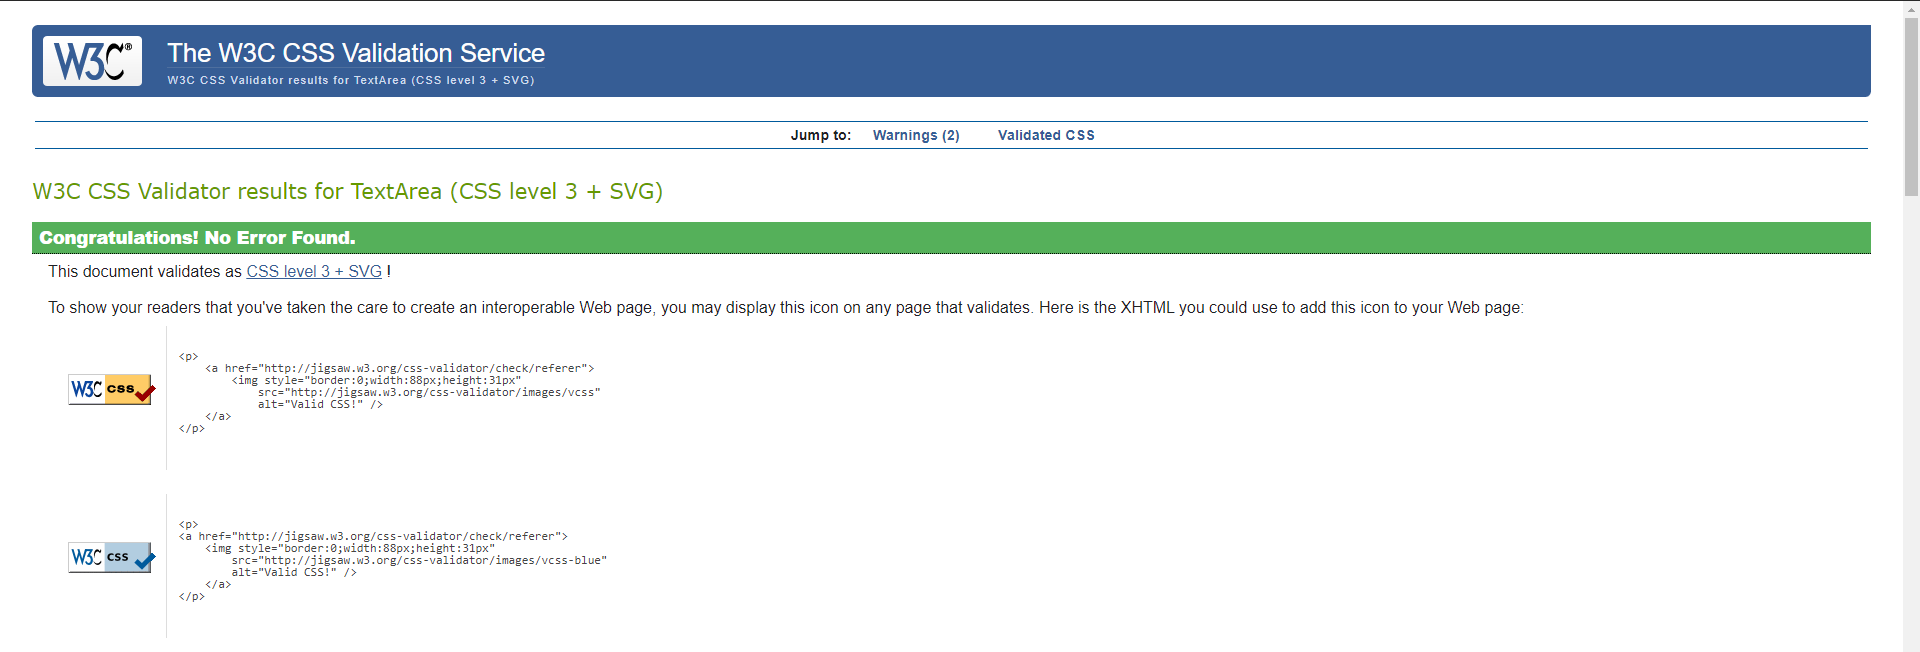 W3C®
The W3C CSS Validation Service
W3C CSS Validator results for TextArea (CSS level 3 + SVG)
Jump to: Warnings (2) Validated CSS
W3C CSS Validator results for TextArea (CSS level 3 + SVG)
Congratulations! No Error Found.
This document validates as CSS level 3 + SVG !
To show your readers that you've taken the care to create an interoperable Web page, you may display this icon on any page that validates. Here is the XHTML you could use to add this icon to your Web page:
W3C css
<p>
    <a href="http://jigsaw.w3.org/css-validator/check/referer">
        <img style="border:0;width:88px;height:31px"
            src="http://jigsaw.w3.org/css-validator/images/vcss"
            alt="Valid CSS!" />
    </a>
</p>
W3C css
<p>
<a href="http://jigsaw.w3.org/css-validator/check/referer">
    <img style="border:0;width:88px;height:31px"
        src="http://jigsaw.w3.org/css-validator/images/vcss-blue"
        alt="Valid CSS!" />
    </a>
</p>